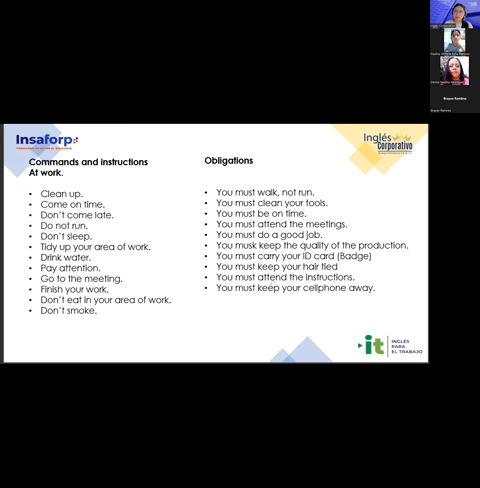 Insaforp
Inglés
Corporativo
Commands and instructions
At work.
• Clean up.
• Come on time.
• Don't come late.
• Do not run.
• Don't sleep.
• Tidy up your area of work.
• Drink water.
• Pay attention.
• Go to the meeting.
• Finish your work.
• Don't eat in your area of work.
• Don't smoke.
Obligations
• You must walk, not run.
• You must clean your tools.
• You must be on time.
• You must attend the meetings.
• You must do a good job.
• You musk keep the quality of the production.
• You must carry your ID card (Badge)
• You must keep your hair tied
• You must attend the instructions.
• You must keep your cellphone away.
it
INGLÉS
PARA
EL TRABAJO
Brayan Ramirez
Brayan Ramirez